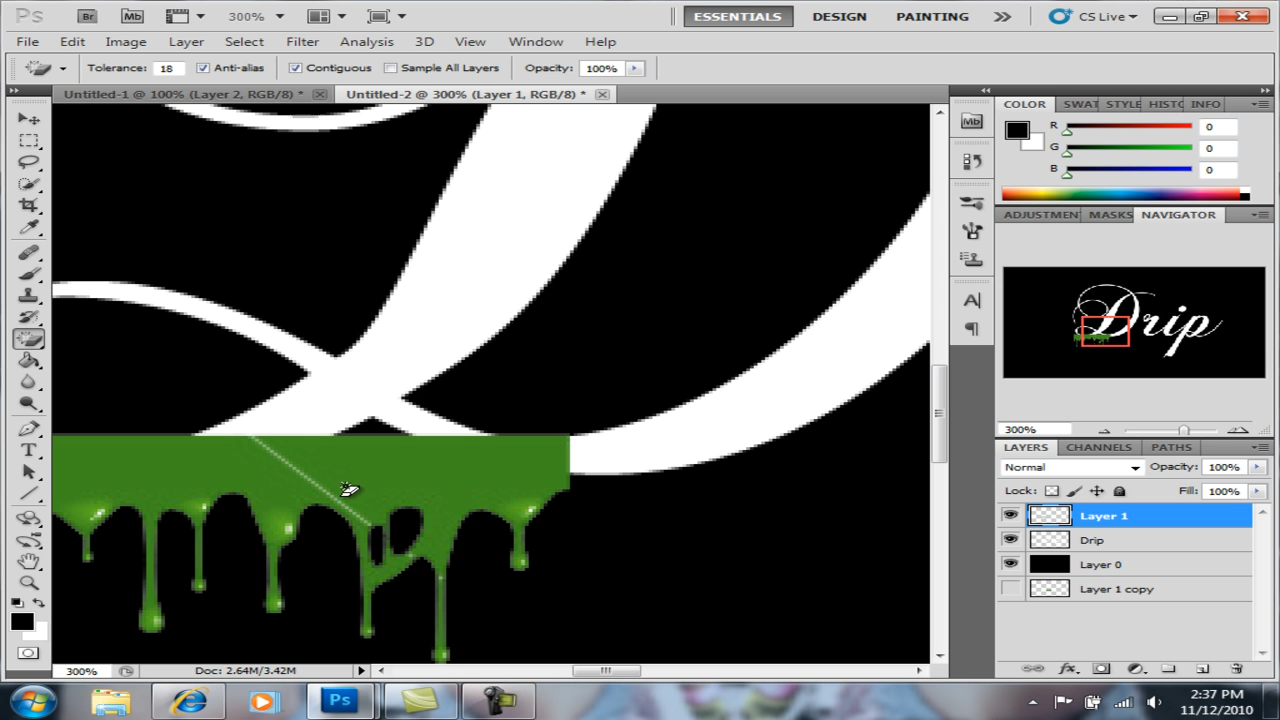 Ps Br Mb 300% ESSENTIALS DESIGN PAINTING CS Live
File Edit Image Layer Select Filter Analysis 3D View Window Help
Tolerance: 18 Anti-alias Contiguous Sample All Layers Opacity: 100%
Untitled-1 @ 100% (Layer 2, RGB/8) * Untitled-2 @ 300% (Layer 1, RGB/8) *
COLOR SWAT STYLE HISTC INFO
Mb
R 0
G 0
B 0
ADJUSTMEN MASKS NAVIGATOR
Drip
A
T
300%
LAYERS CHANNELS PATHS
Normal Opacity: 100%
Lock: Fill: 100%
Layer 1
Drip
Layer 0
Layer 1 copy
fx
300% Doc: 2.64M/3.42M
Ps
2:37 PM
11/12/2010